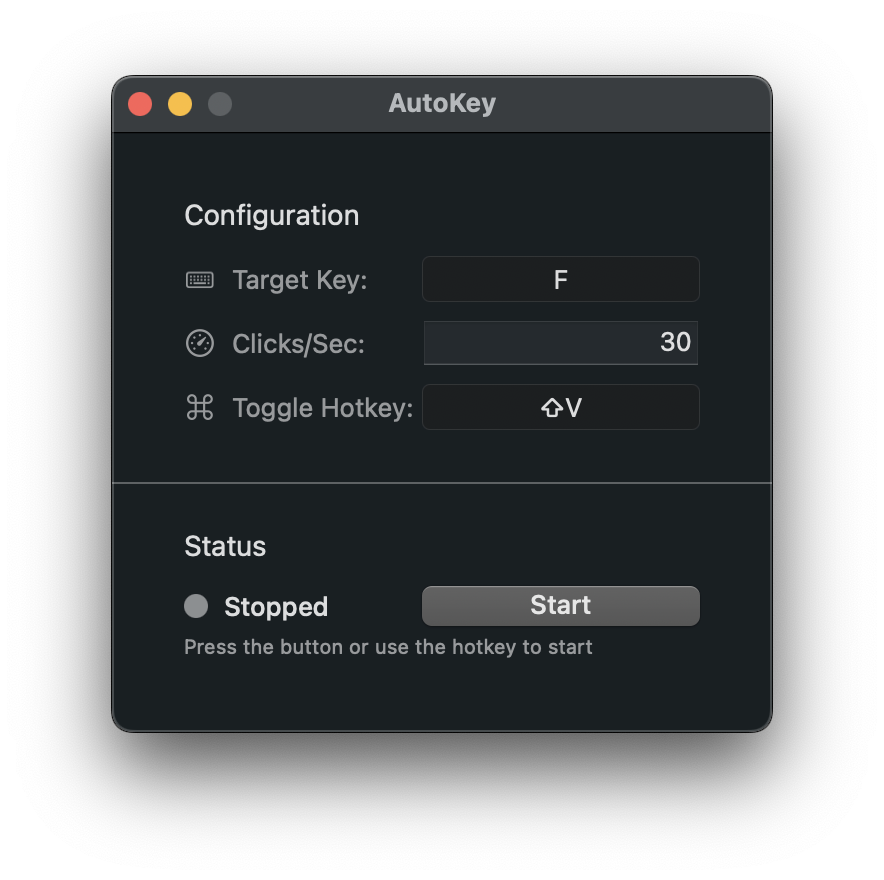 AutoKey
Configuration
Target Key: F
Clicks/Sec: 30
Toggle Hotkey: ⇧V
Status
Stopped Start
Press the button or use the hotkey to start